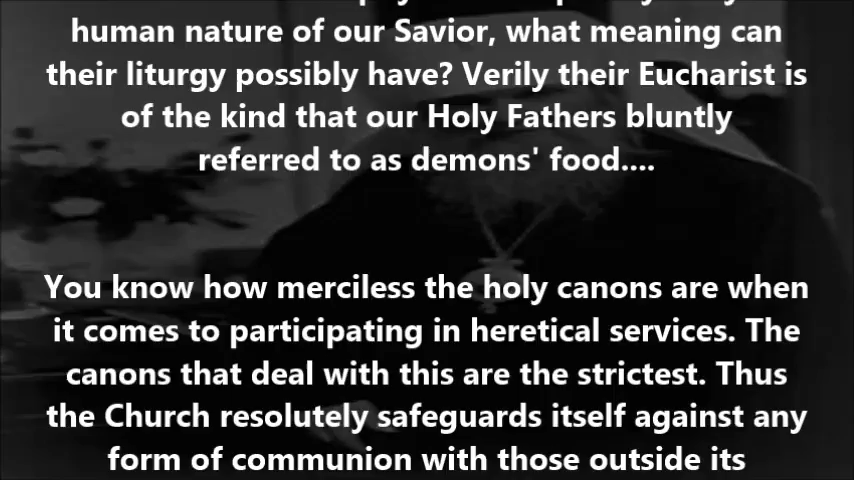 human nature of our Savior, what meaning can
their liturgy possibly have? Verily their Eucharist is
of the kind that our Holy Fathers bluntly
referred to as demons' food....
You know how merciless the holy canons are when
it comes to participating in heretical services. The
canons that deal with this are the strictest. Thus
the Church resolutely safeguards itself against any
form of communion with those outside its